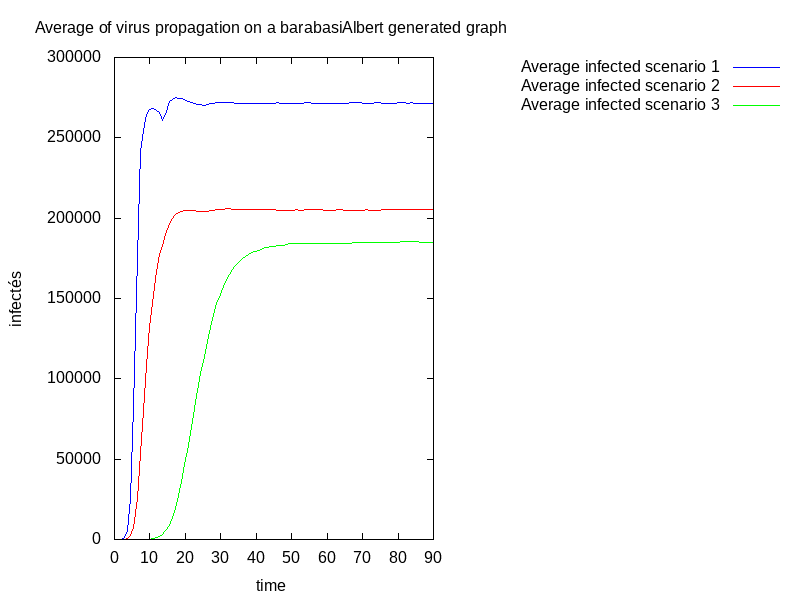 Average of virus propagation on a barabasiAlbert generated graph
300000
250000
200000
150000
100000
50000
0
infectés
0 10 20 30 40 50 60 70 80 90
time
Average infected scenario 1
Average infected scenario 2
Average infected scenario 3